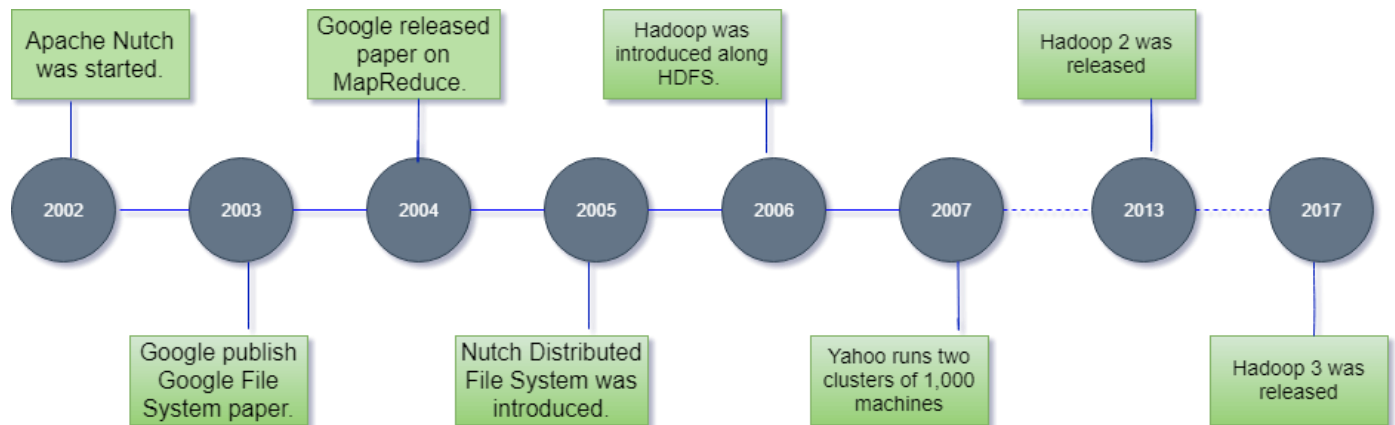 Apache Nutch
was started.
Google released
paper on
MapReduce.
Hadoop was
introduced along
HDFS.
Hadoop 2 was
released
2002
2003
2004
2005
2006
2007
2013
2017
Google publish
Google File
System paper.
Nutch Distributed
File System was
introduced.
Yahoo runs two
clusters of 1,000
machines
Hadoop 3 was
released